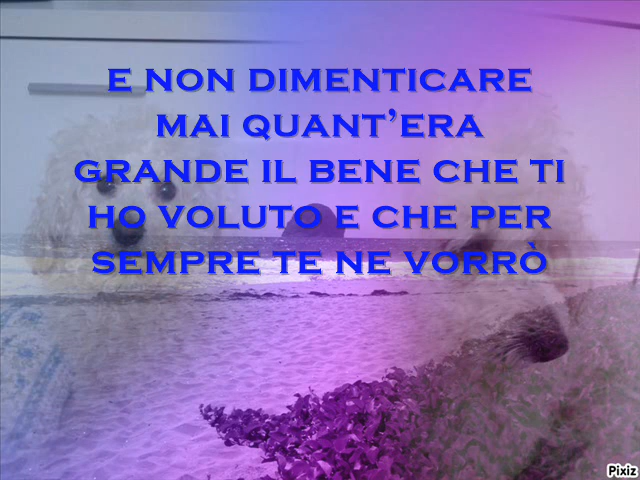 E NON DIMENTICARE
MAI QUANT'ERA
GRANDE IL BENE CHE TI
HO VOLUTO E CHE PER
SEMPRE TE NE VORRÒ
Pixiz